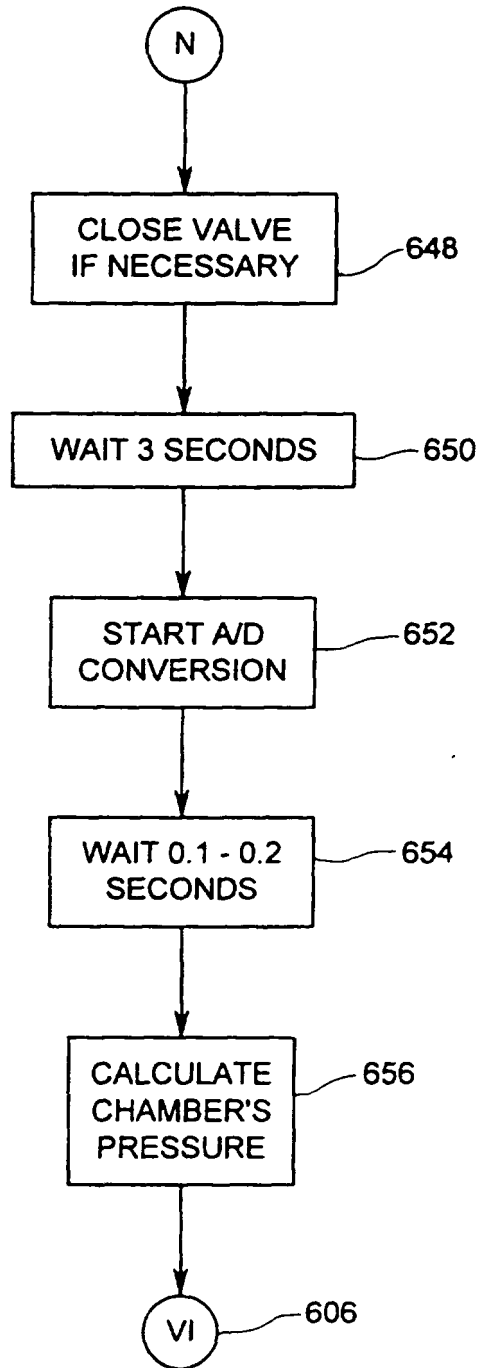 N
CLOSE VALVE
IF NECESSARY
648
WAIT 3 SECONDS
650
START A/D
CONVERSION
652
WAIT 0.1 - 0.2
SECONDS
654
CALCULATE
CHAMBER'S
PRESSURE
656
VI
606